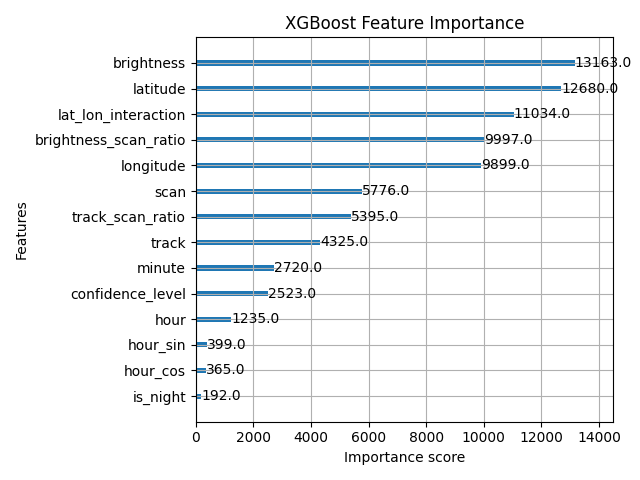 XGBoost Feature Importance
Features
brightness 13163.0
latitude 12680.0
lat_lon_interaction 11034.0
brightness_scan_ratio 9997.0
longitude 9899.0
scan 5776.0
track_scan_ratio 5395.0
track 4325.0
minute 2720.0
confidence_level 2523.0
hour 1235.0
hour_sin 399.0
hour_cos 365.0
is_night 192.0
0 2000 4000 6000 8000 10000 12000 14000
Importance score